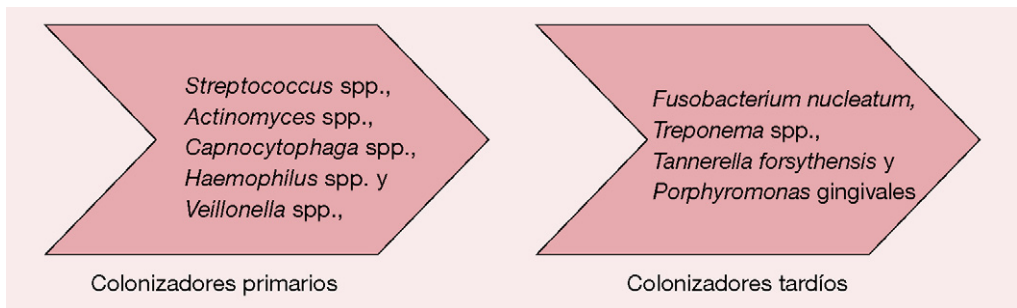 Streptococcus spp.,
Actinomyces spp.,
Capnocytophaga spp.,
Haemophilus spp. y
Veillonella spp.,
Colonizadores primarios
Fusobacterium nucleatum,
Treponema spp.,
Tannerella forsythensis y
Porphyromonas gingivales
Colonizadores tardíos